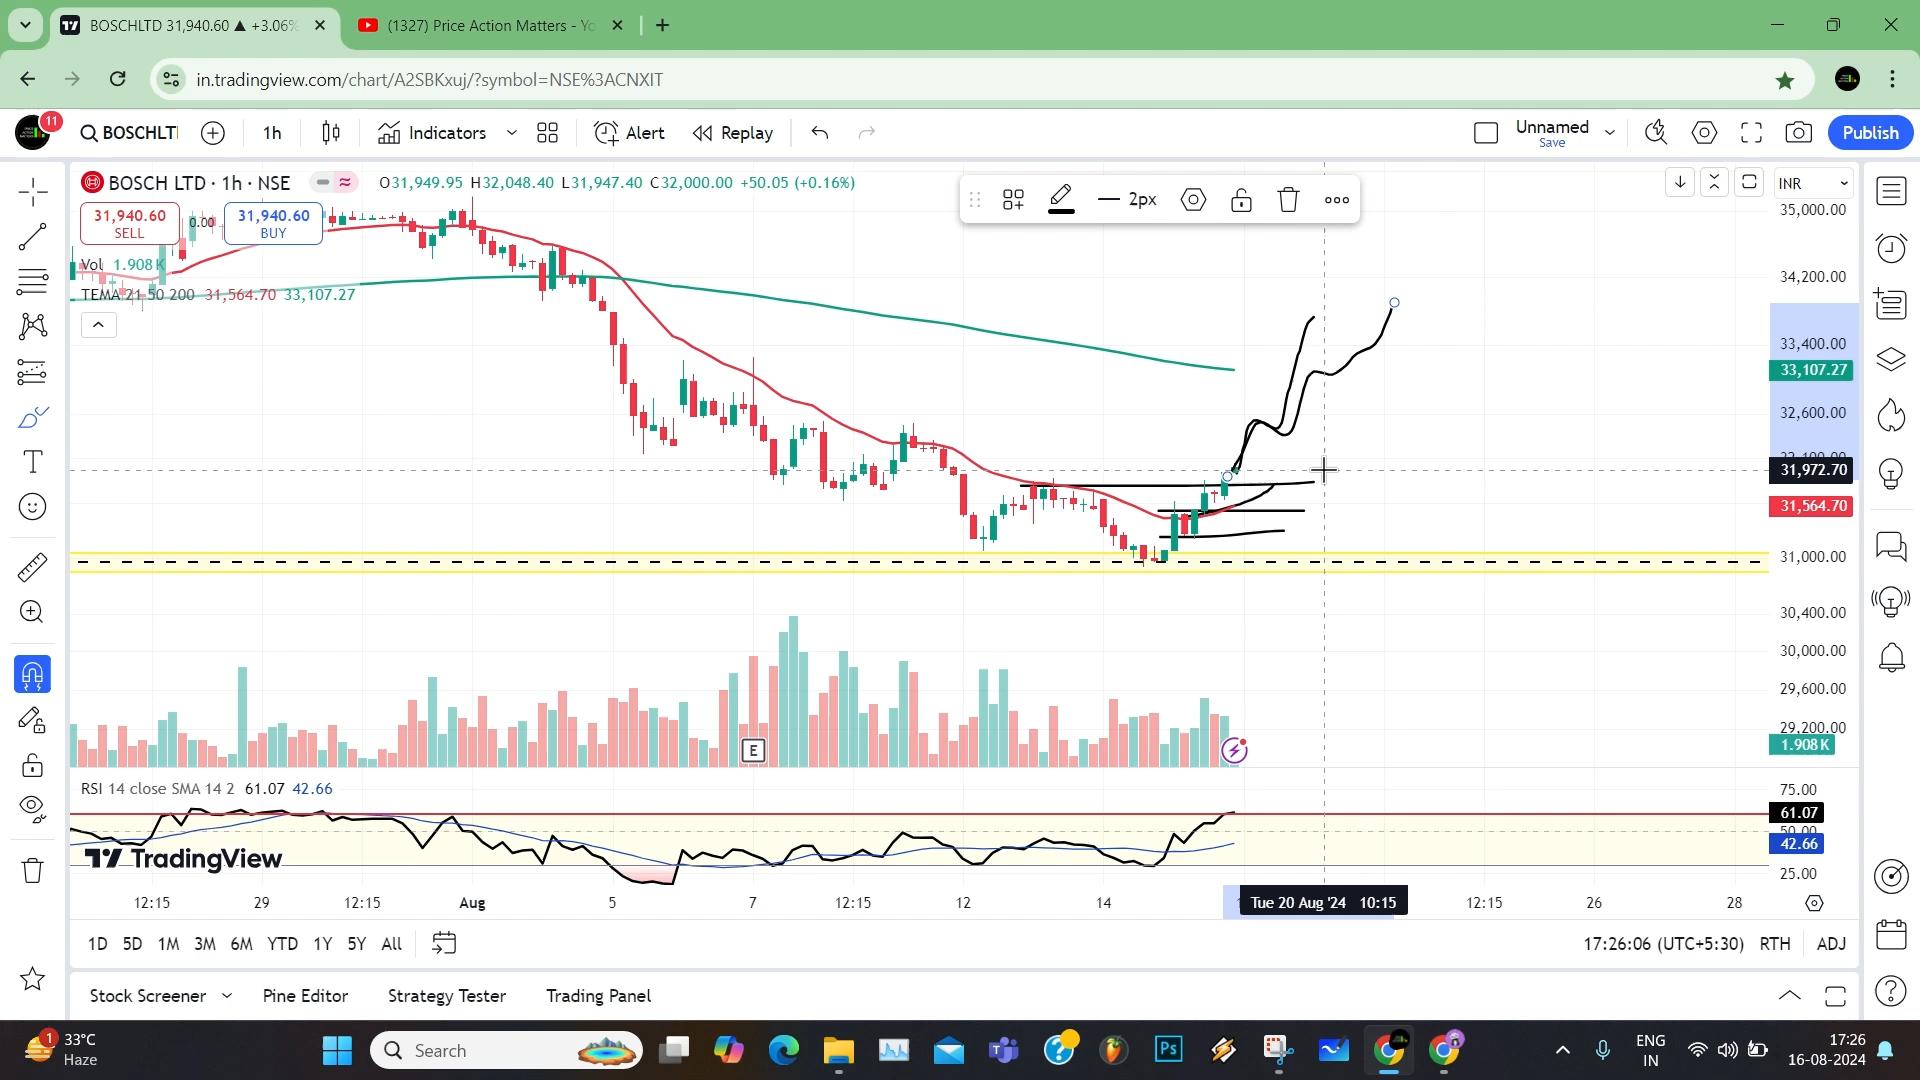 BOSCHLTD 31,940.60 ▲ +3.06%
(1327) Price Action Matters - Yo
in.tradingview.com/chart/A2SBKxuj/?symbol=NSE%3ACNXIT
11
BOSCHLTI
1h
Indicators
Alert
Replay
Unnamed
Save
Publish
BOSCH LTD · 1h · NSE
O31,949.95 H32,048.40 L31,947.40 C32,000.00 +50.05 (+0.16%)
31,940.60
SELL
0.00
31,940.60
BUY
2px
INR
Vol 1.908K
TEMA 21 50 200 31,564.70 33,107.27
35,000.00
34,200.00
33,400.00
33,107.27
32,600.00
31,972.70
31,564.70
31,000.00
30,400.00
30,000.00
29,600.00
29,200.00
1.908K
E
RSI 14 close SMA 14 2 61.07 42.66
75.00
61.07
50.00
42.66
25.00
TradingView
12:15
29
12:15
Aug
5
7
12:15
12
14
Tue 20 Aug '24 10:15
12:15
26
28
1D 5D 1M 3M 6M YTD 1Y 5Y All
17:26:06 (UTC+5:30) RTH ADJ
Stock Screener
Pine Editor
Strategy Tester
Trading Panel
1
33°C
Haze
Search
Ps
ENG
IN
17:26
16-08-2024